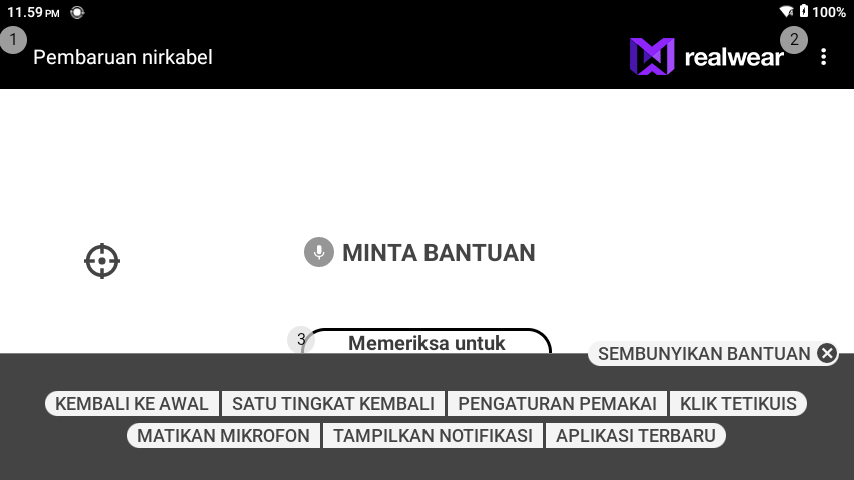 11.59 PM 100%
1 Pembaruan nirkabel realwear 2
MINTA BANTUAN
3 Memeriksa untuk
SEMBUNYIKAN BANTUAN
KEMBALI KE AWAL SATU TINGKAT KEMBALI PENGATURAN PEMAKAI KLIK TETIKUIS
MATIKAN MIKROFON TAMPILKAN NOTIFIKASI APLIKASI TERBARU